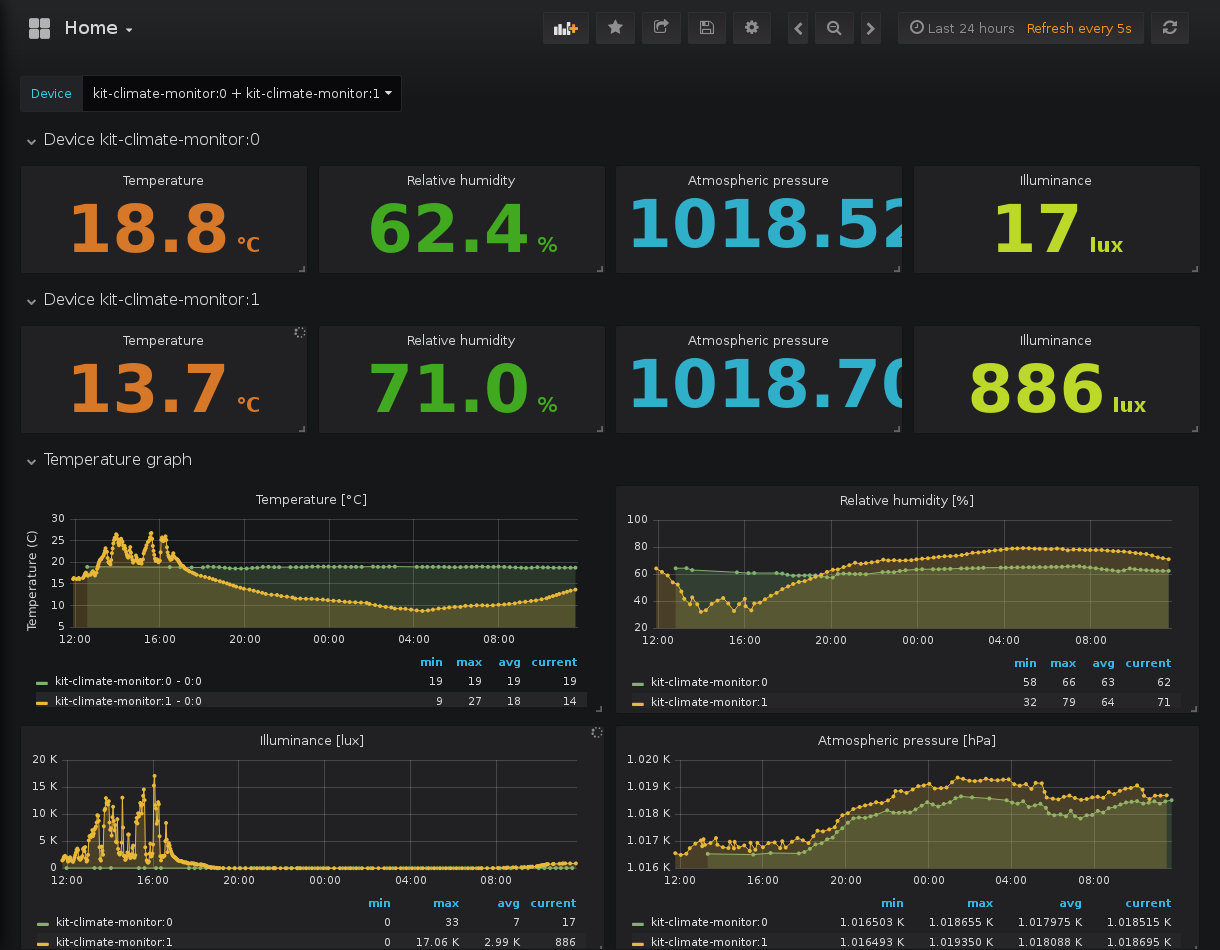 Home
Last 24 hours Refresh every 5s
Device kit-climate-monitor:0 + kit-climate-monitor:1
Device kit-climate-monitor:0
Temperature Relative humidity Atmospheric pressure Illuminance
18.8 °C 62.4 % 1018.52 17 lux
Device kit-climate-monitor:1
Temperature Relative humidity Atmospheric pressure Illuminance
13.7 °C 71.0 % 1018.70 886 lux
Temperature graph
Temperature [°C]
Temperature (C)
30
25
20
15
10
5
12:00 16:00 20:00 00:00 04:00 08:00
min max avg current
kit-climate-monitor:0 - 0:0 19 19 19 19
kit-climate-monitor:1 - 0:0 9 27 18 14
Relative humidity [%]
100
80
60
40
20
12:00 16:00 20:00 00:00 04:00 08:00
min max avg current
kit-climate-monitor:0 58 66 63 62
kit-climate-monitor:1 32 79 64 71
Illuminance [lux]
20 K
15 K
10 K
5 K
0
12:00 16:00 20:00 00:00 04:00 08:00
min max avg current
kit-climate-monitor:0 0 33 7 17
kit-climate-monitor:1 0 17.06 K 2.99 K 886
Atmospheric pressure [hPa]
1.020 K
1.019 K
1.018 K
1.017 K
1.016 K
12:00 16:00 20:00 00:00 04:00 08:00
min max avg current
kit-climate-monitor:0 1.016503 K 1.018655 K 1.017975 K 1.018515 K
kit-climate-monitor:1 1.016493 K 1.019350 K 1.018088 K 1.018695 K